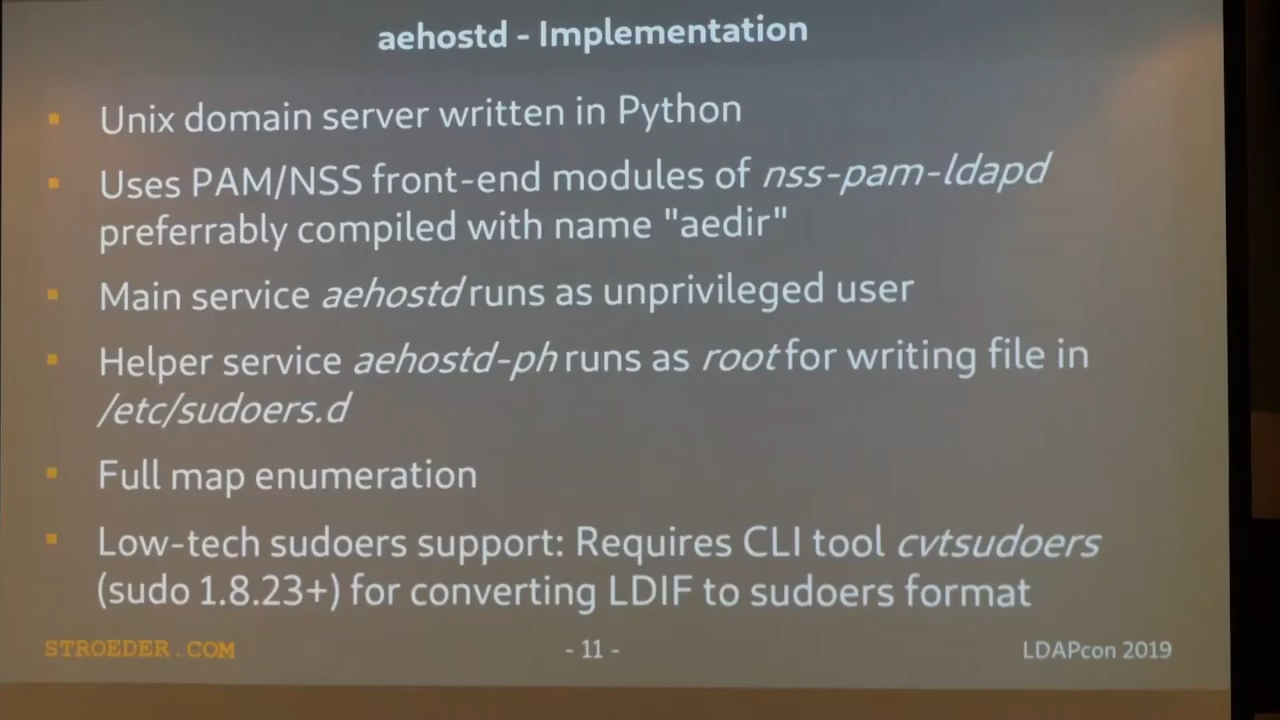 aehostd - Implementation
Unix domain server written in Python
Uses PAM/NSS front-end modules of nss-pam-ldapd
preferrably compiled with name "aedir"
Main service aehostd runs as unprivileged user
Helper service aehostd-ph runs as root for writing file in
/etc/sudoers.d
Full map enumeration
Low-tech sudoers support: Requires CLI tool cvtsudoers
(sudo 1.8.23+) for converting LDIF to sudoers format
STROEDER.COM
- 11 -
LDAPcon 2019